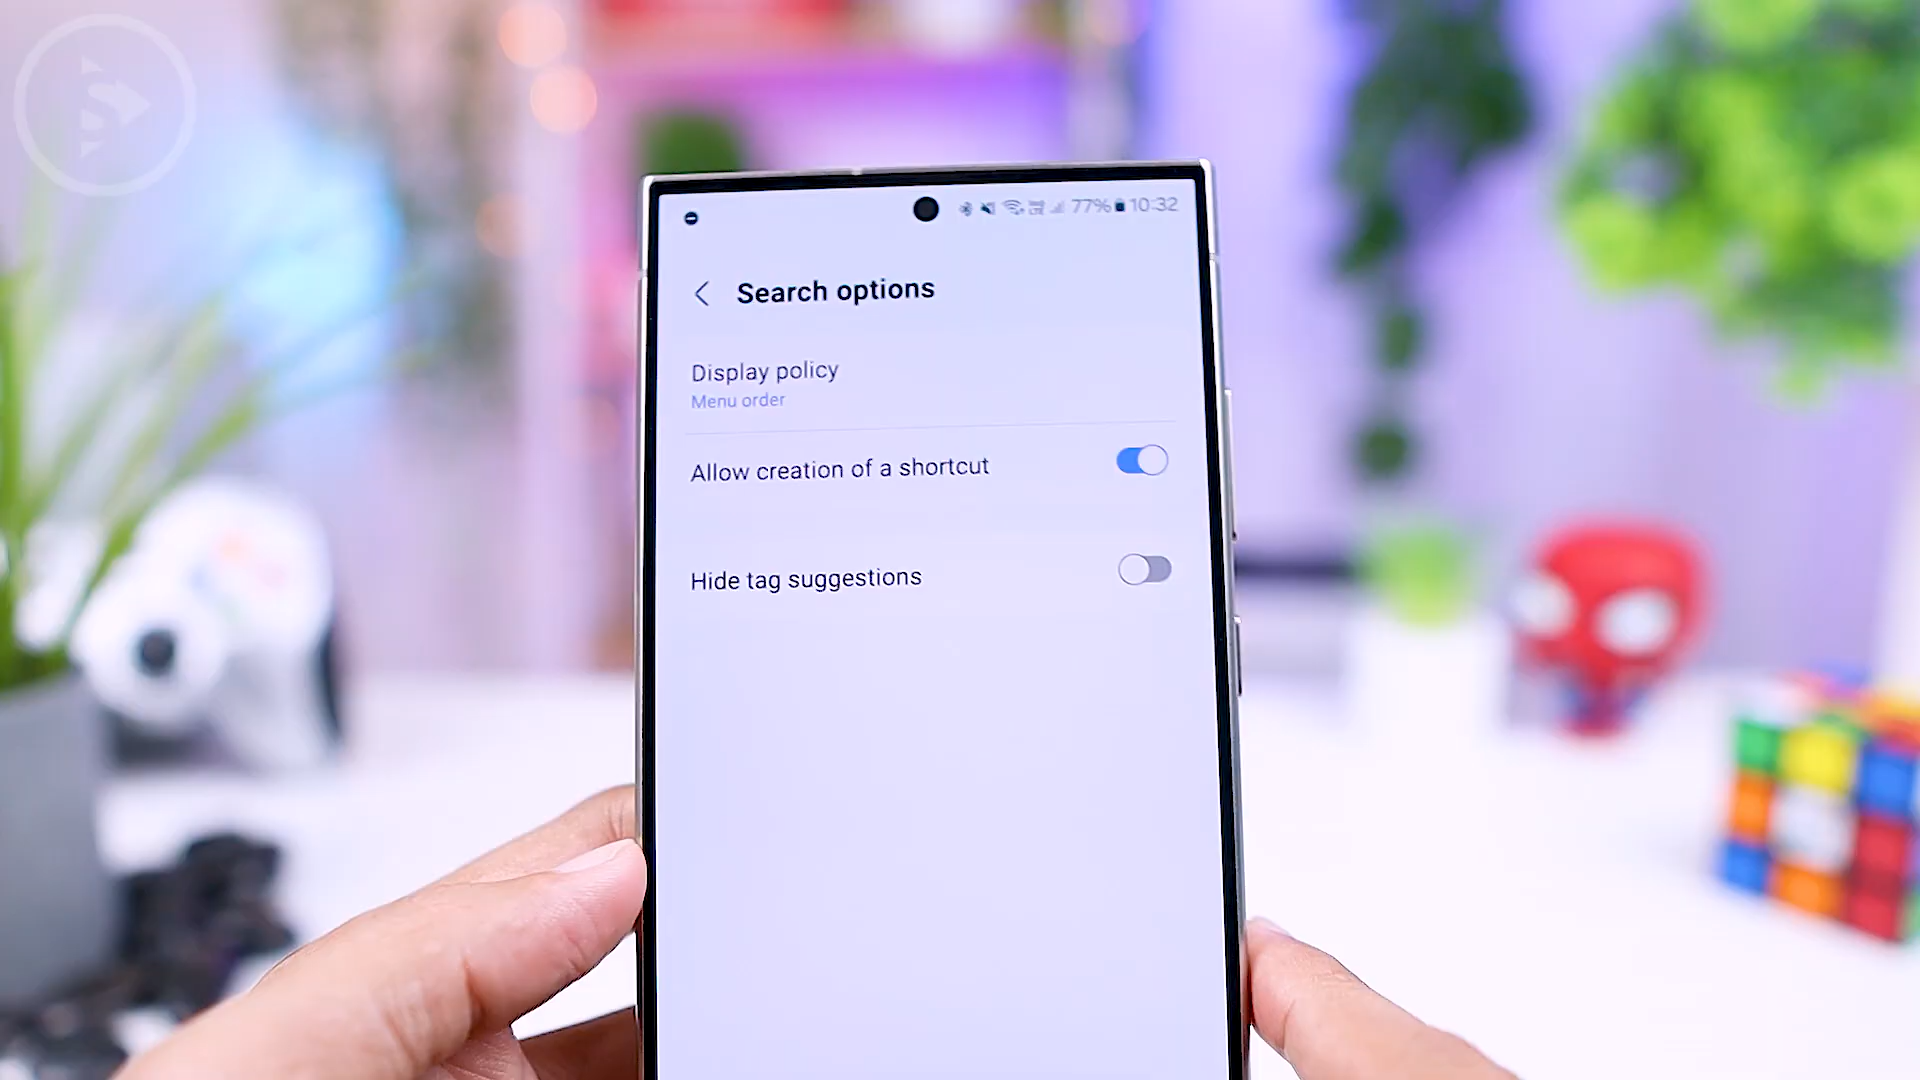 77% 10:32
Search options
Display policy
Menu order
Allow creation of a shortcut
Hide tag suggestions